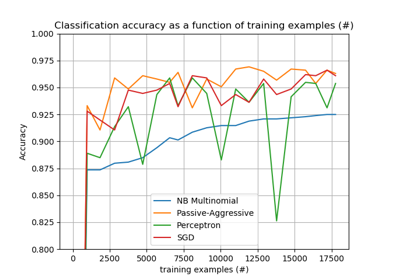 Classification accuracy as a function of training examples (#)
1.000
0.975
0.950
0.925
0.900
0.875
0.850
0.825
0.800
Accuracy
NB Multinomial
Passive-Aggressive
Perceptron
SGD
0 2500 5000 7500 10000 12500 15000 17500
training examples (#)